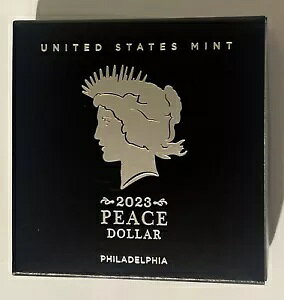 UNITED STATES MINT
2023
PEACE
DOLLAR
PHILADELPHIA